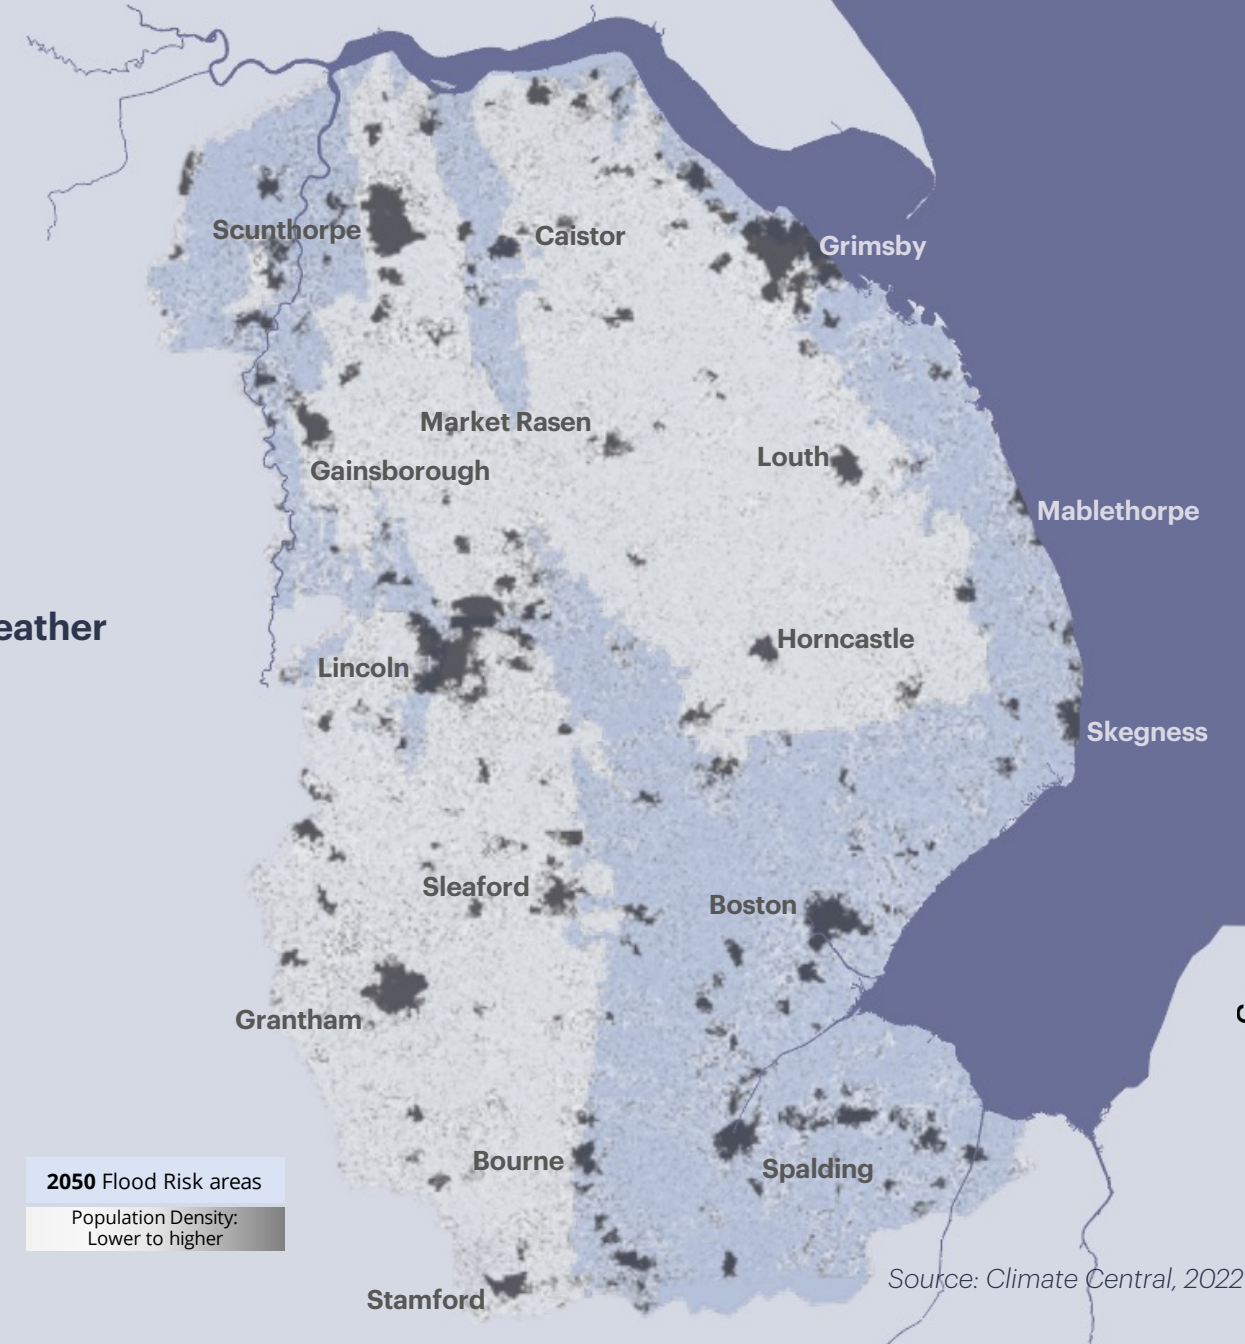 Scunthorpe
Caistor
Grimsby
Market Rasen
Louth
Gainsborough
Mablethorpe
eather
Horncastle
Lincoln
Skegness
Sleaford
Boston
Grantham
Bourne
Spalding
2050 Flood Risk areas
Population Density:
Lower to higher
Source: Climate Central, 2022
Stamford